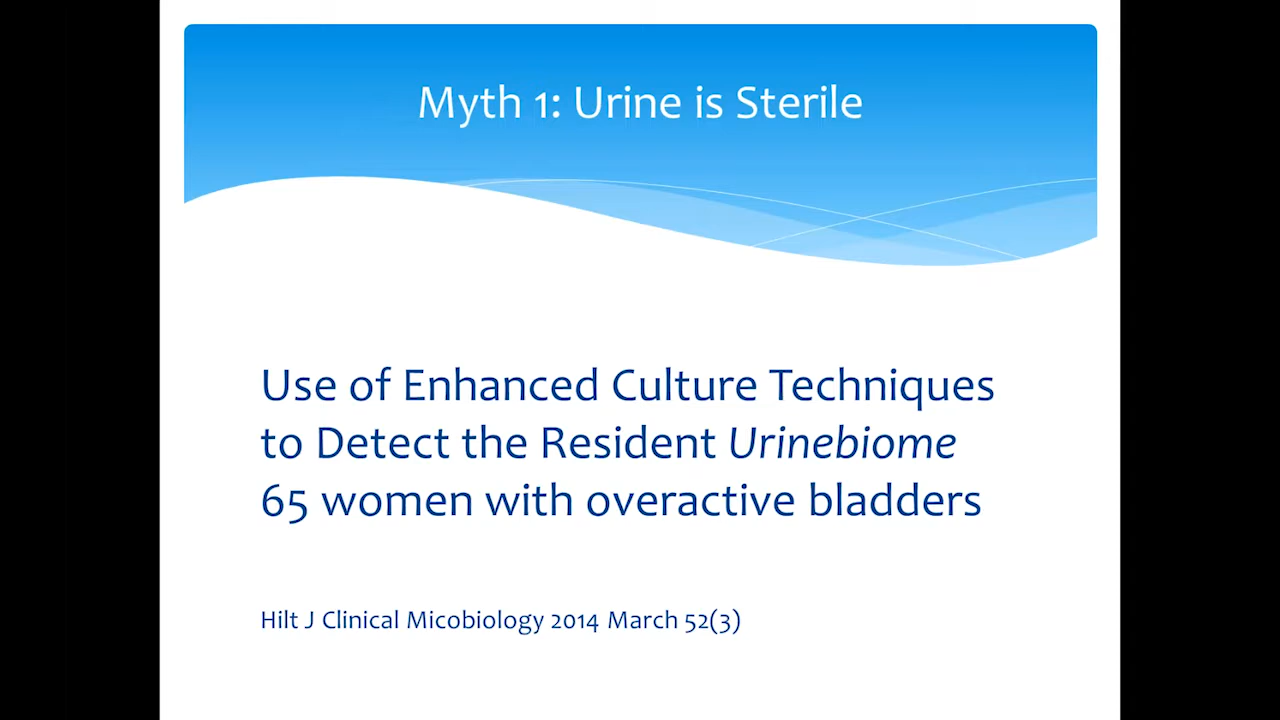 Myth 1: Urine is Sterile
Use of Enhanced Culture Techniques
to Detect the Resident Urinebiome
65 women with overactive bladders
Hilt J Clinical Micobiology 2014 March 52(3)